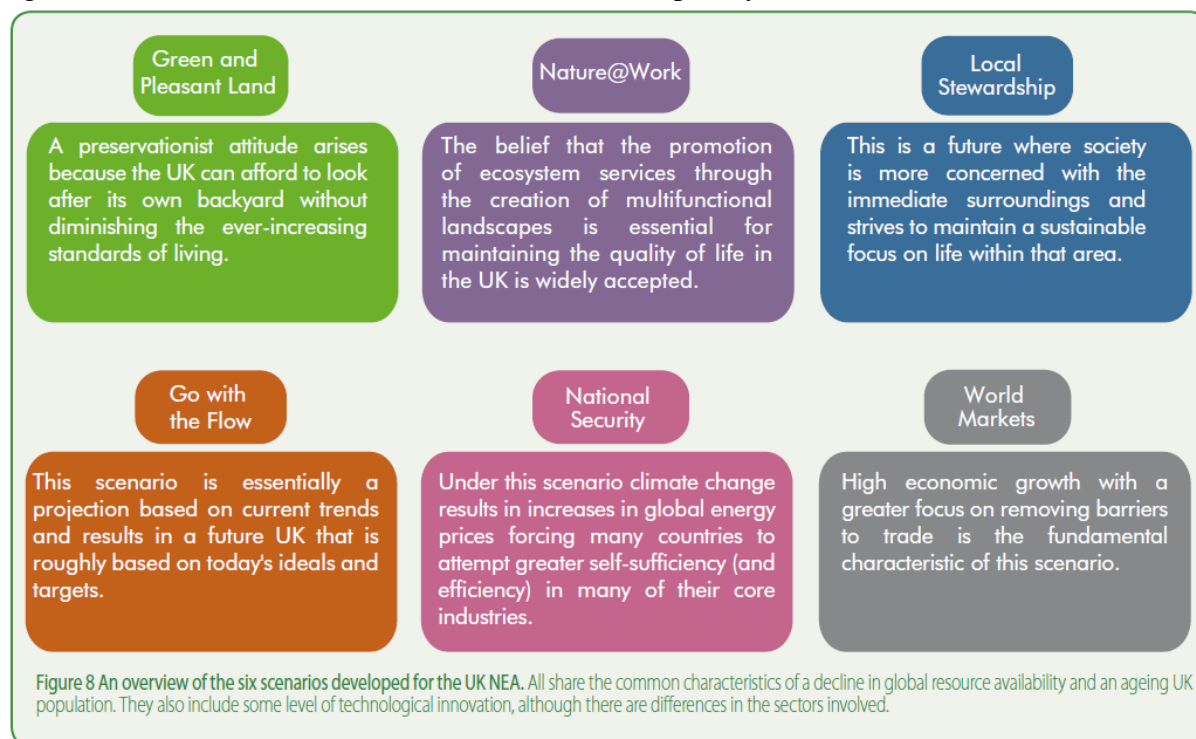 Green and
Pleasant Land
A preservationist attitude arises
because the UK can afford to look
after its own backyard without
diminishing the ever-increasing
standards of living.
Nature@Work
The belief that the promotion
of ecosystem services through
the creation of multifunctional
landscapes is essential for
maintaining the quality of life in
the UK is widely accepted.
Local
Stewardship
This is a future where society
is more concerned with the
immediate surroundings and
strives to maintain a sustainable
focus on life within that area.
Go with
the Flow
This scenario is essentially a
projection based on current trends
and results in a future UK that is
roughly based on today's ideals and
targets.
National
Security
Under this scenario climate change
results in increases in global energy
prices forcing many countries to
attempt greater self-sufficiency (and
efficiency) in many of their core
industries.
World
Markets
High economic growth with a
greater focus on removing barriers
to trade is the fundamental
characteristic of this scenario.
Figure 8 An overview of the six scenarios developed for the UK NEA. All share the common characteristics of a decline in global resource availability and an ageing UK
population. They also include some level of technological innovation, although there are differences in the sectors involved.